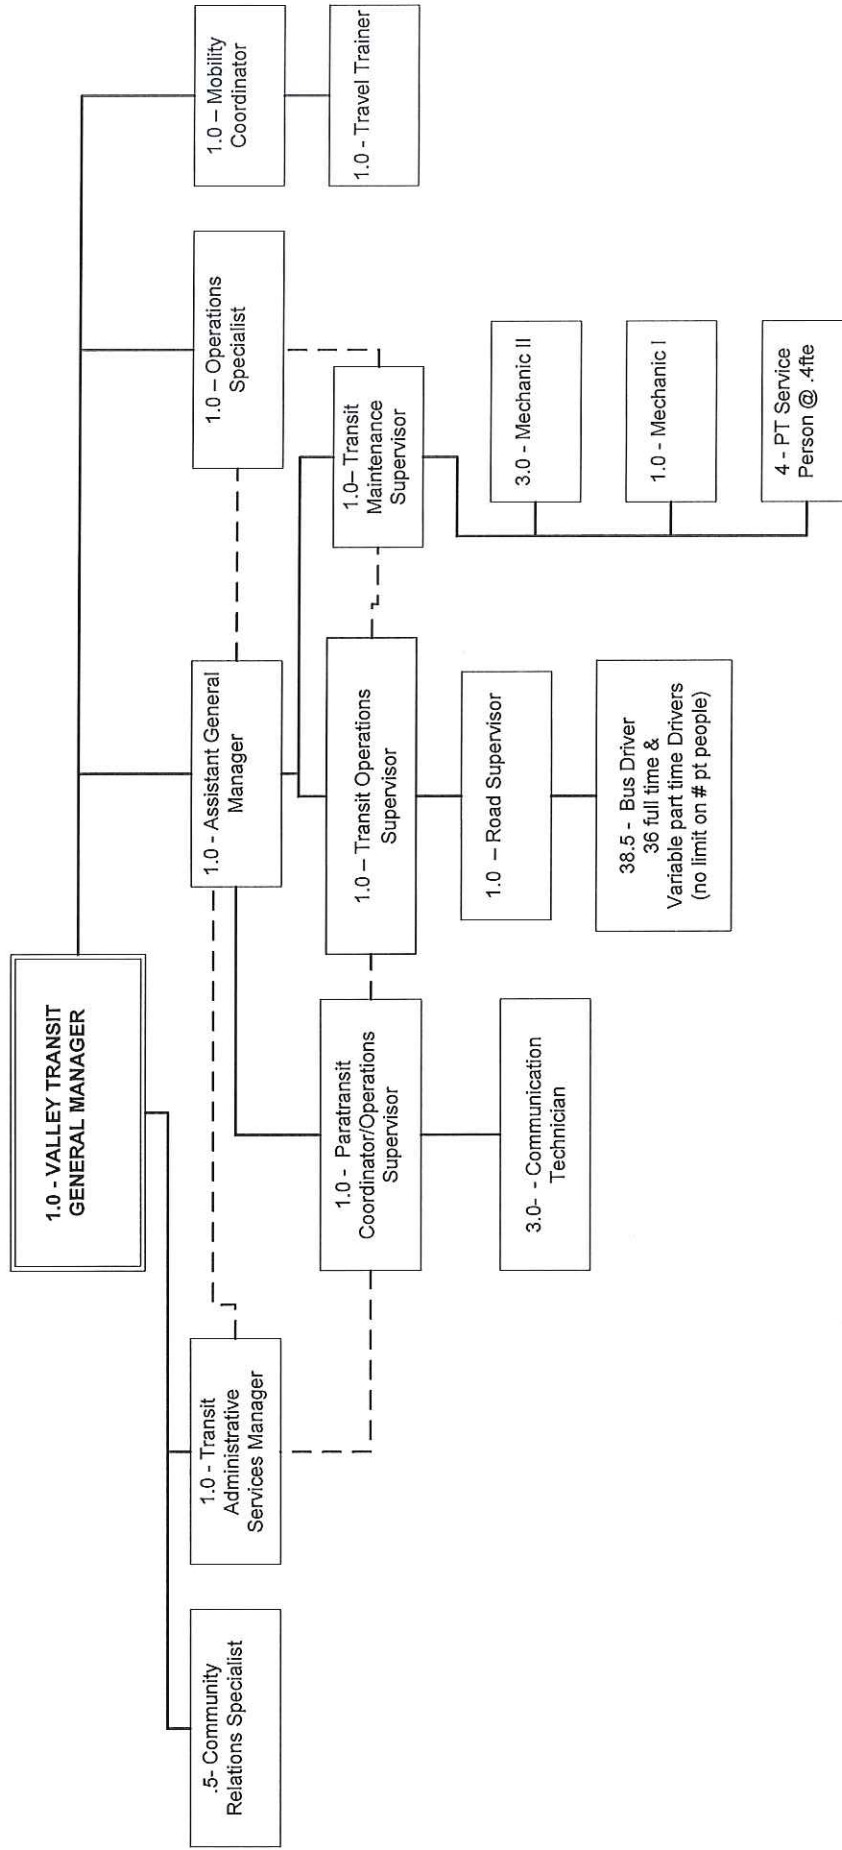 1.0 - VALLEY TRANSIT
GENERAL MANAGER
.5- Community
Relations Specialist
1.0 - Transit
Administrative
Services Manager
1.0 - Assistant General
Manager
1.0 – Operations
Specialist
1.0 – Mobility
Coordinator
1.0 - Paratransit
Coordinator/Operations
Supervisor
1.0 – Transit Operations
Supervisor
1.0– Transit
Maintenance
Supervisor
1.0 - Travel Trainer
3.0- - Communication
Technician
1.0 – Road Supervisor
3.0 - Mechanic II
38.5 - Bus Driver
36 full time &
Variable part time Drivers
(no limit on # pt people)
1.0 - Mechanic I
4 - PT Service
Person @ .4fte